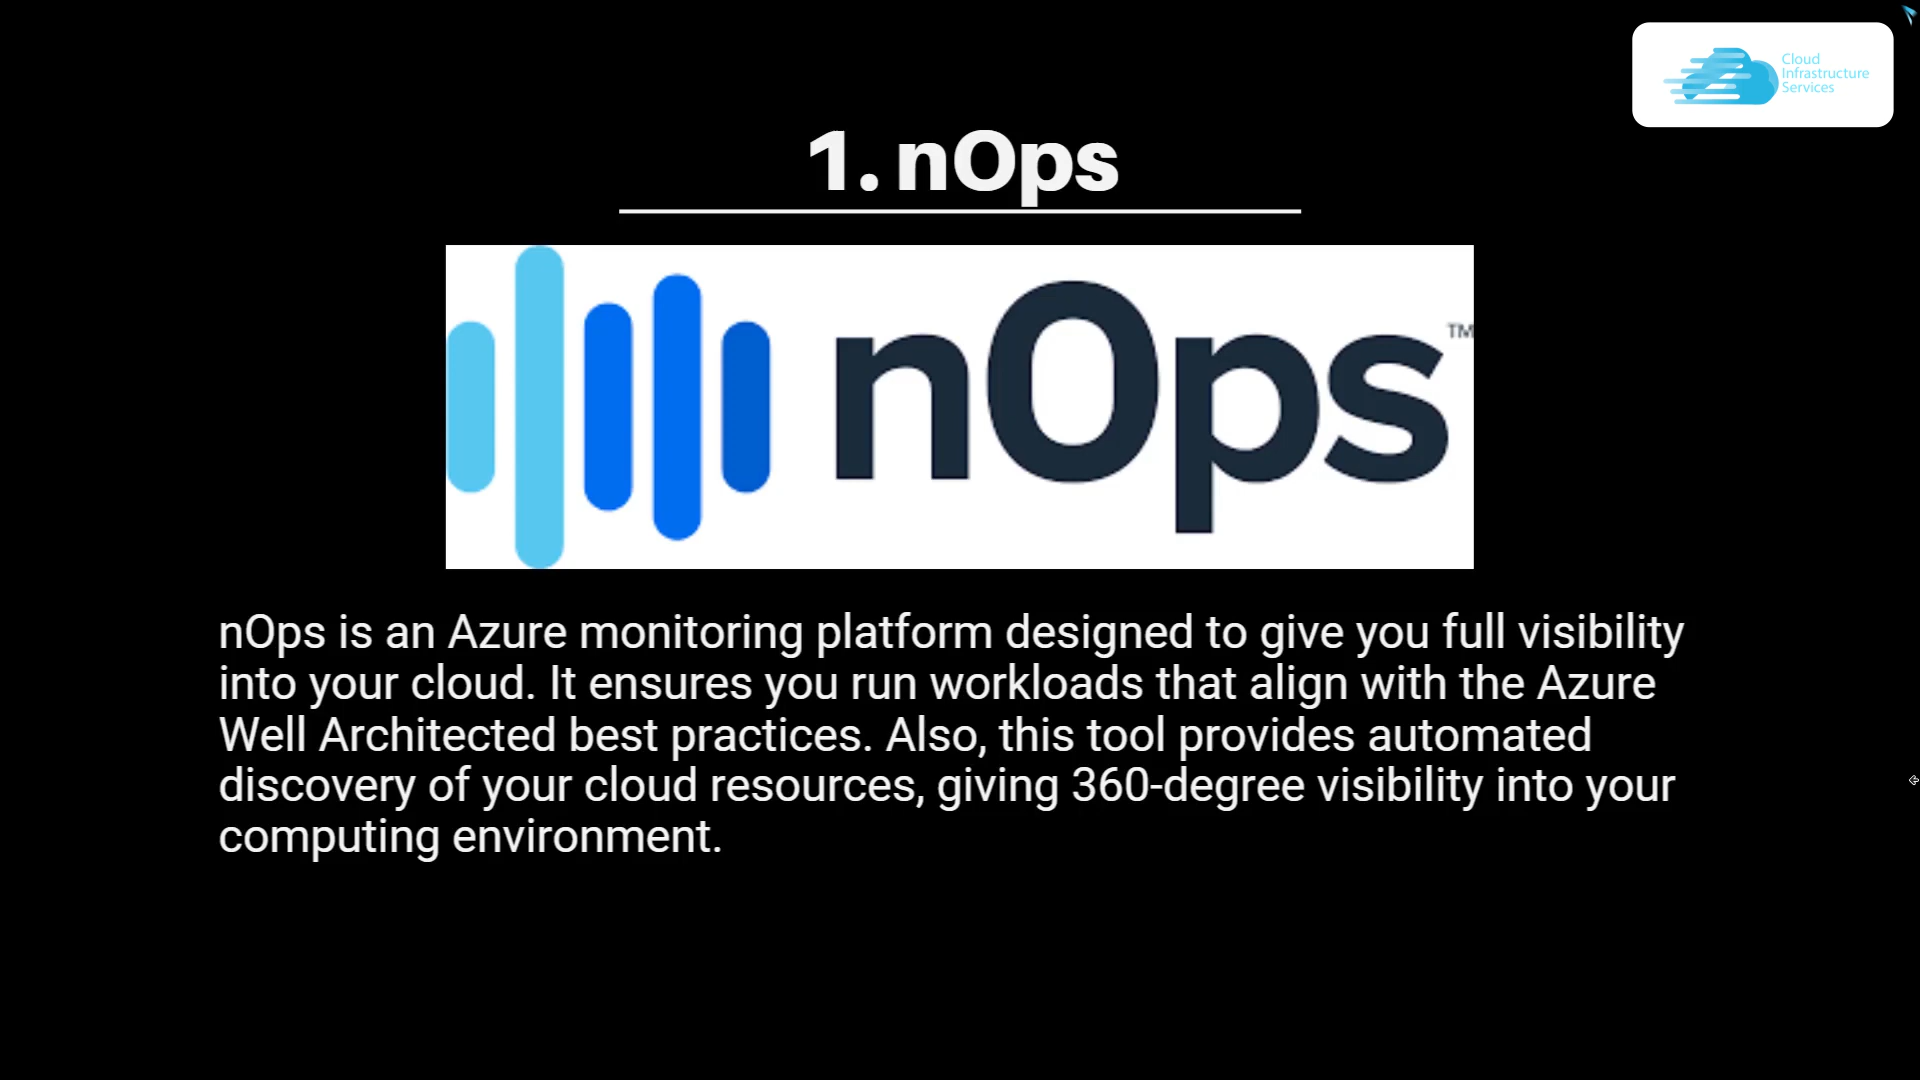 Cloud
Infrastructure
Services
1. nOps
nOps™
nOps is an Azure monitoring platform designed to give you full visibility
into your cloud. It ensures you run workloads that align with the Azure
Well Architected best practices. Also, this tool provides automated
discovery of your cloud resources, giving 360-degree visibility into your
computing environment.